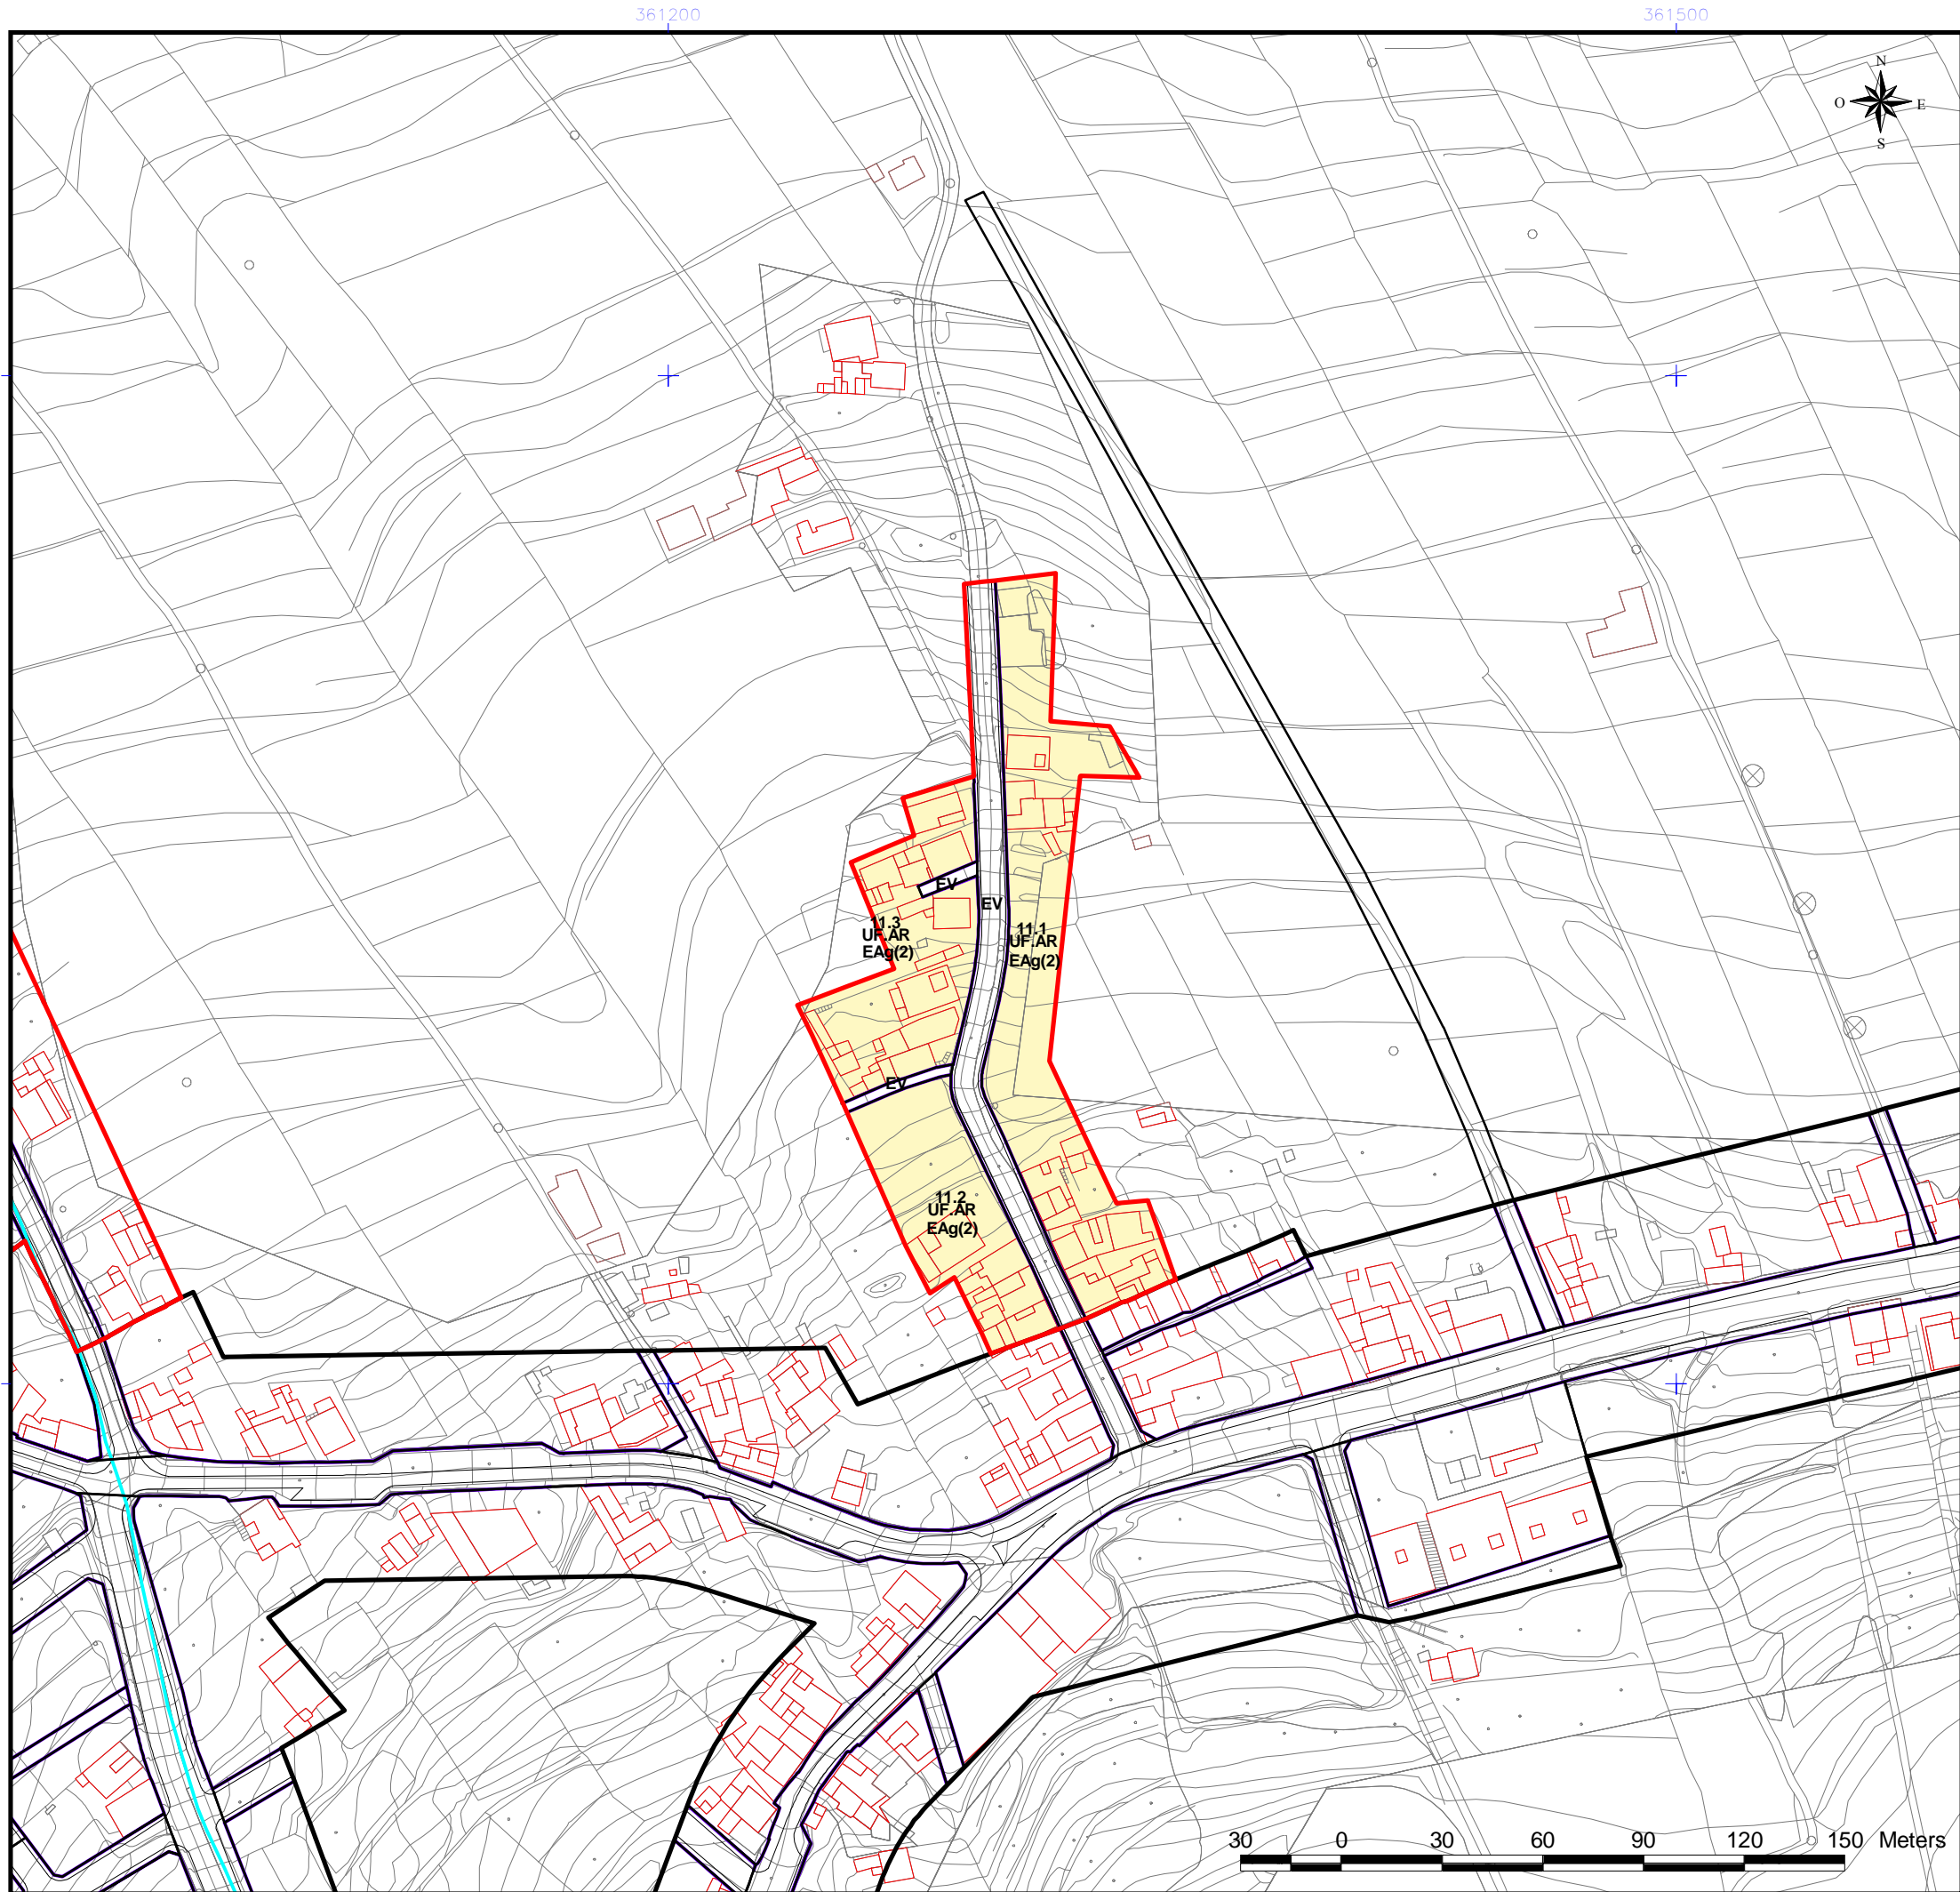 361200
361500
N
O
E
S
EV
EV
11.3
UF.AR
EAg(2)
11.1
UF.AR
EAg(2)
EV
11.2
UF.AR
EAg(2)
30 0 30 60 90 120 150 Meters